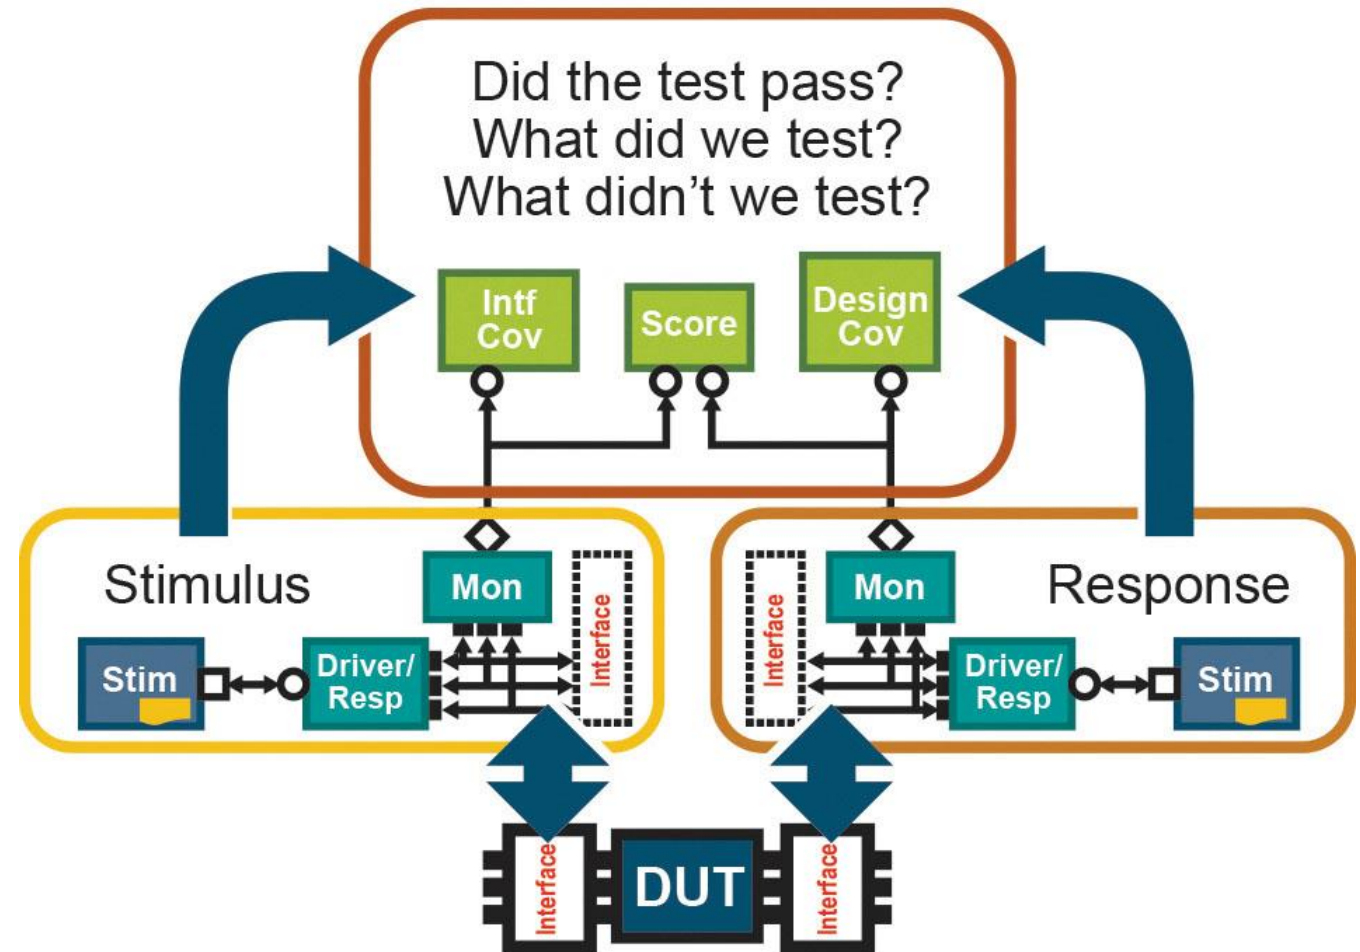 Did the test pass?
What did we test?
What didn't we test?
Intf
Cov
Score
Design
Cov
Stimulus
Mon
Interface
Stim
Driver/
Resp
Interface
Mon
Response
Driver/
Resp
Stim
Interface
DUT
Interface